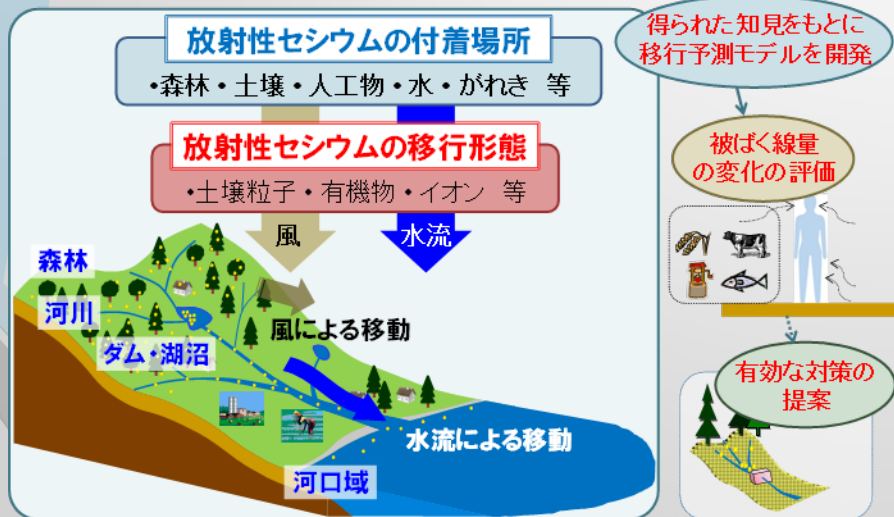 放射性セシウムの付着場所
・森林・土壌・人工物・水・がれき 等
放射性セシウムの移行形態
・土壌粒子・有機物・イオン 等
風
水流
森林
河川
ダム・湖沼
風による移動
水流による移動
河口域
得られた知見をもとに
移行予測モデルを開発
被ばく線量
の変化の評価
有効な対策の
提案